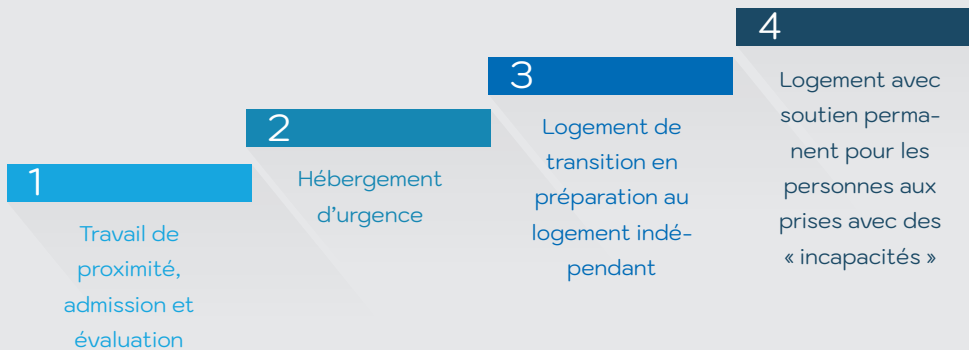 1
Travail de
proximité,
admission et
évaluation
2
Hébergement
d’urgence
3
Logement de
transition en
préparation au
logement indé-
pendant
4
Logement avec
soutien perma-
nent pour les
personnes aux
prises avec des
« incapacités »